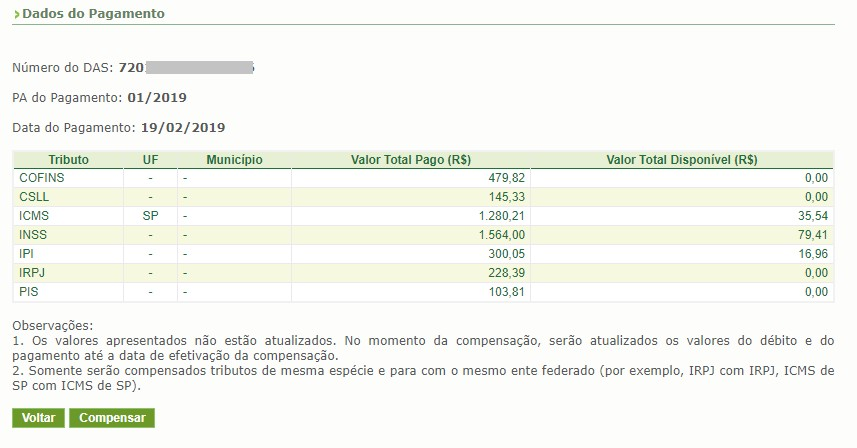 Dados do Pagamento
Número do DAS: 720
PA do Pagamento: 01/2019
Data do Pagamento: 19/02/2019
Tributo UF Município Valor Total Pago (R$) Valor Total Disponível (R$)
COFINS - - 479,82 0,00
CSLL - - 145,33 0,00
ICMS SP - 1.280,21 35,54
INSS - - 1.564,00 79,41
IPI - - 300,05 16,96
IRPJ - - 228,39 0,00
PIS - - 103,81 0,00
Observações:
1. Os valores apresentados não estão atualizados. No momento da compensação, serão atualizados os valores do débito e do
pagamento até a data de efetivação da compensação.
2. Somente serão compensados tributos de mesma espécie e para com o mesmo ente federado (por exemplo, IRPJ com IRPJ, ICMS de
SP com ICMS de SP).
Voltar Compensar